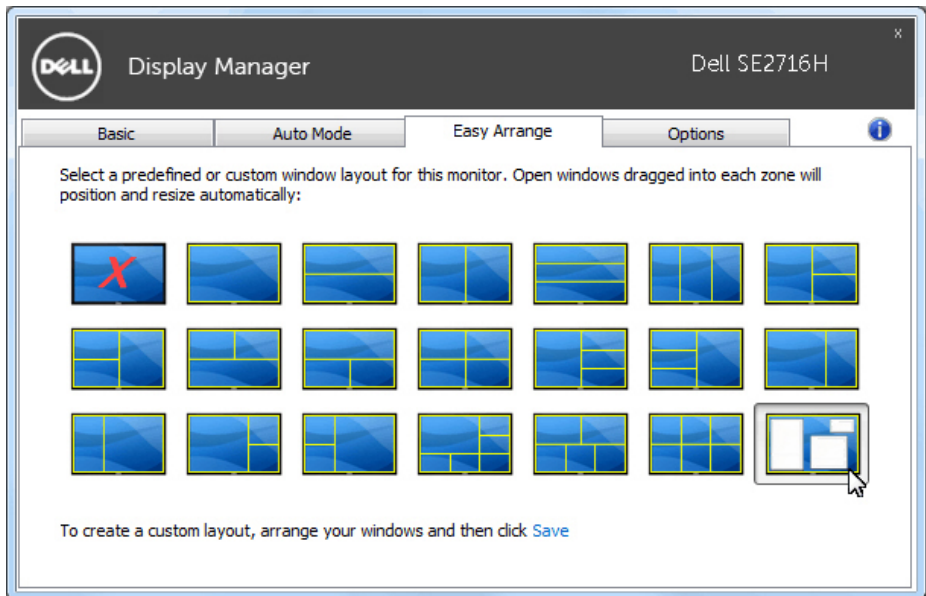 x
DELL Display Manager Dell SE2716H
Basic Auto Mode Easy Arrange Options i
Select a predefined or custom window layout for this monitor. Open windows dragged into each zone will
position and resize automatically:
X
To create a custom layout, arrange your windows and then click Save